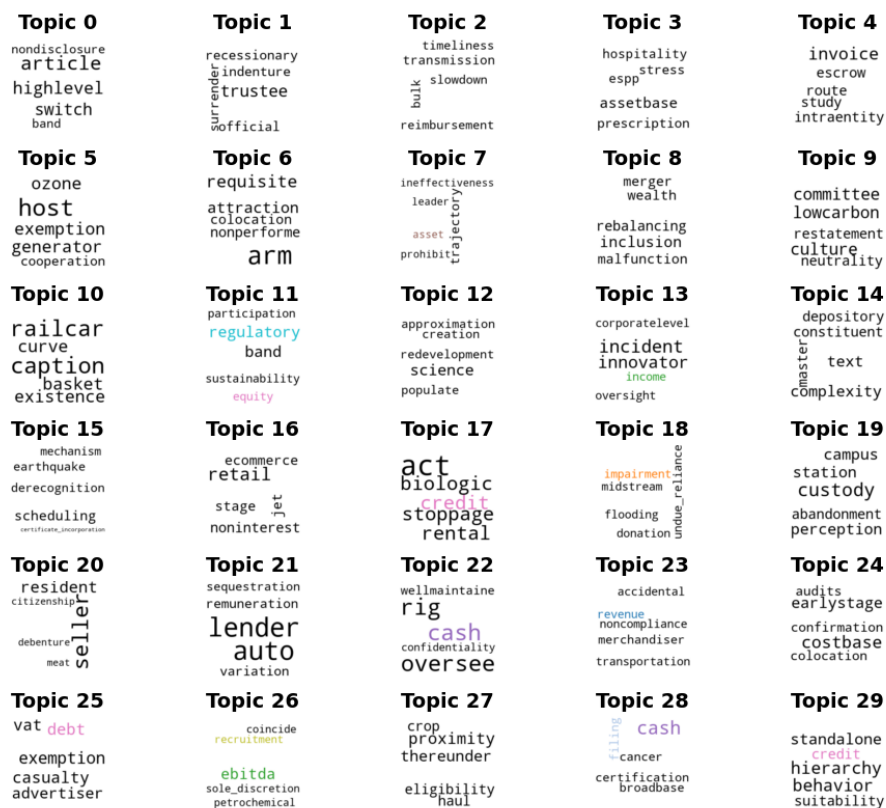 Topic 0
nondisclosure
article
highlevel
switch
band
Topic 1
recessionary
indenture
surrender
trustee
official
Topic 2
timeliness
transmission
slowdown
bulk
reimbursement
Topic 3
hospitality
stress
espp
assetbase
prescription
Topic 4
invoice
escrow
route
study
intraentity
Topic 5
ozone
host
exemption
generator
cooperation
Topic 6
requisite
attraction
colocation
nonperforme
arm
Topic 7
ineffectiveness
leader
trajectory
asset
prohibit
Topic 8
merger
wealth
rebalancing
inclusion
malfunction
Topic 9
committee
lowcarbon
restatement
culture
neutrality
Topic 10
railcar
curve
caption
basket
existence
Topic 11
participation
regulatory
band
sustainability
equity
Topic 12
approximation
creation
redevelopment
science
populate
Topic 13
corporatelevel
incident
innovator
income
oversight
Topic 14
depository
constituent
master
text
complexity
Topic 15
mechanism
earthquake
derecognition
scheduling
certificate_incorporation
Topic 16
ecommerce
retail
stage
jet
noninterest
Topic 17
act
biologic
credit
stoppage
rental
Topic 18
impairment
midstream
undue_reliance
flooding
donation
Topic 19
campus
station
custody
abandonment
perception
Topic 20
resident
citizenship
seller
debenture
meat
Topic 21
sequestration
remuneration
lender
auto
variation
Topic 22
wellmaintaine
rig
cash
confidentiality
oversee
Topic 23
accidental
revenue
noncompliance
merchandiser
transportation
Topic 24
audits
earlystage
confirmation
costbase
colocation
Topic 25
vat
debt
exemption
casualty
advertiser
Topic 26
coincide
recruitment
ebitda
sole_discretion
petrochemical
Topic 27
crop
proximity
thereunder
eligibility
haul
Topic 28
filing
cash
cancer
certification
broadbase
Topic 29
standalone
credit
hierarchy
behavior
suitability